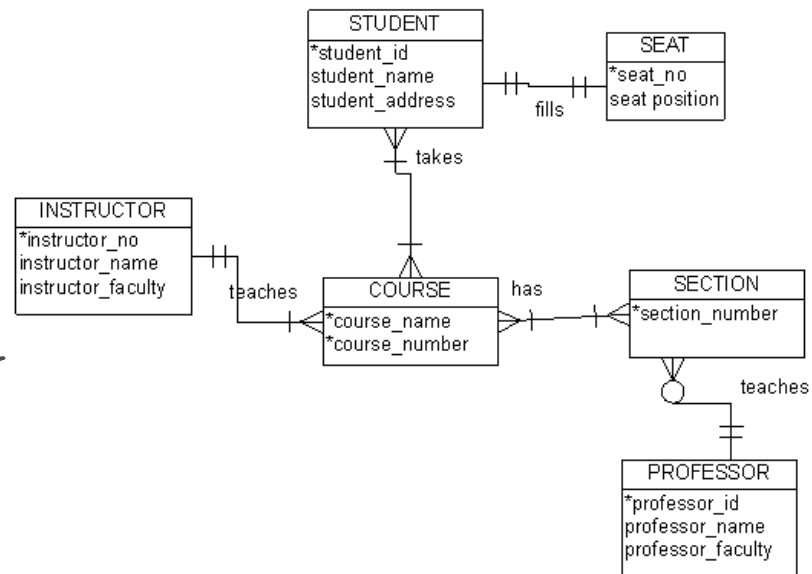 STUDENT
*student_id
student_name
student_address
SEAT
*seat_no
seat position
fills
takes
INSTRUCTOR
*instructor_no
instructor_name
instructor_faculty
teaches
COURSE
*course_name
*course_number
has
SECTION
*section_number
teaches
PROFESSOR
*professor_id
professor_name
professor_faculty